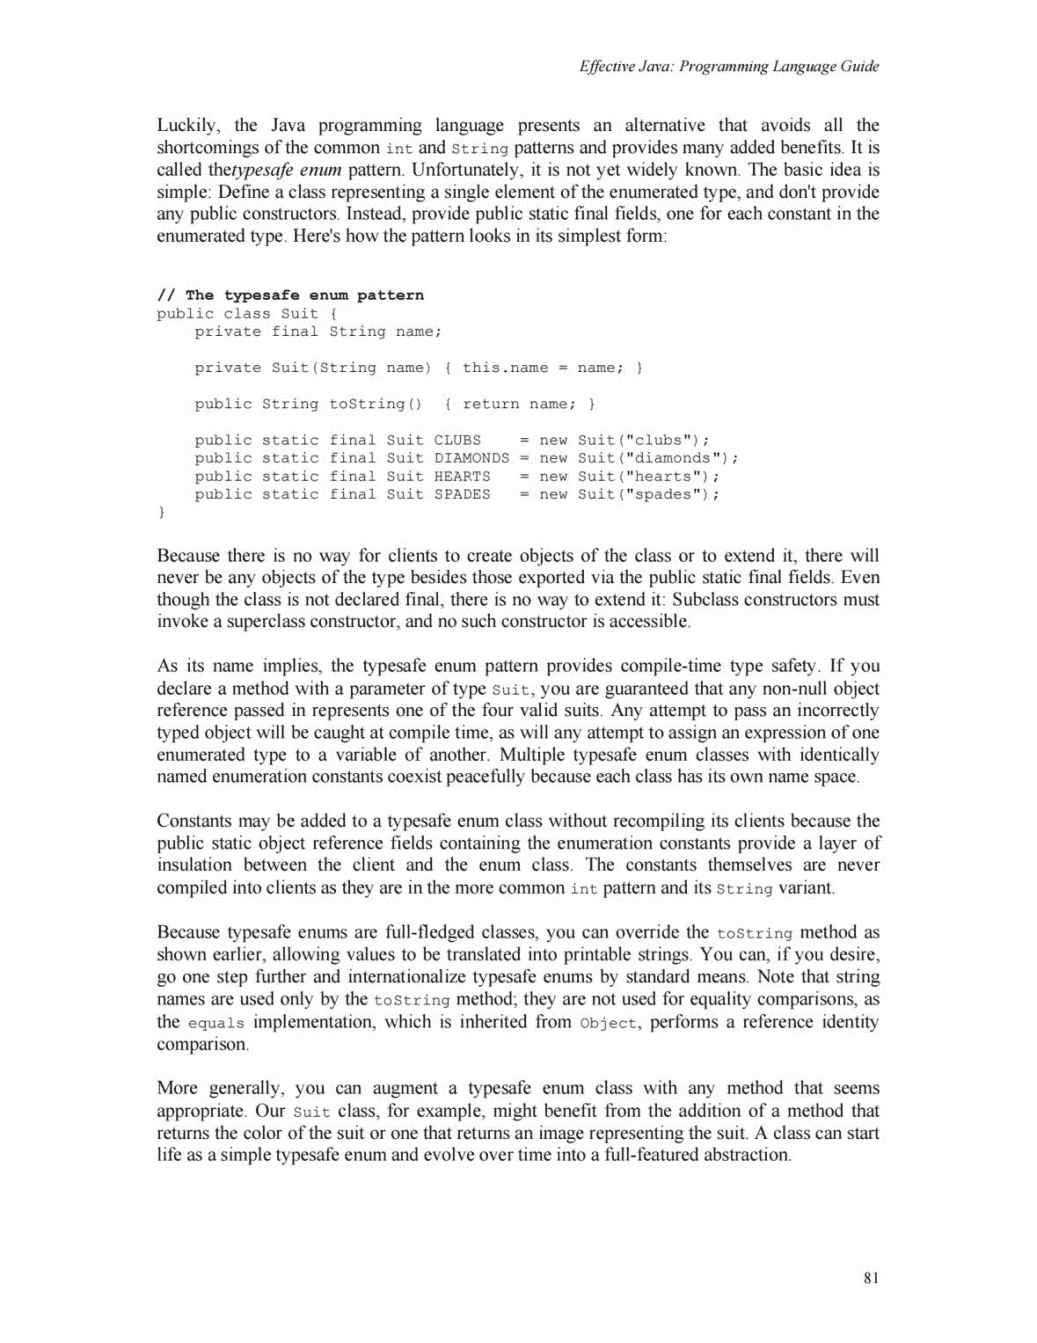 Effective Java: Programming Language Guide
Luckily, the Java programming language presents an alternative that avoids all the
shortcomings of the common int and String patterns and provides many added benefits. It is
called thetypesafe enum pattern. Unfortunately, it is not yet widely known. The basic idea is
simple: Define a class representing a single element of the enumerated type, and don't provide
any public constructors. Instead, provide public static final fields, one for each constant in the
enumerated type. Here's how the pattern looks in its simplest form:
// The typesafe enum pattern
public class Suit {
    private final String name;
    private Suit(String name) { this.name = name; }
    public String toString()  { return name; }
    public static final Suit CLUBS    = new Suit("clubs");
    public static final Suit DIAMONDS = new Suit("diamonds");
    public static final Suit HEARTS   = new Suit("hearts");
    public static final Suit SPADES   = new Suit("spades");
}
Because there is no way for clients to create objects of the class or to extend it, there will
never be any objects of the type besides those exported via the public static final fields. Even
though the class is not declared final, there is no way to extend it: Subclass constructors must
invoke a superclass constructor, and no such constructor is accessible.
As its name implies, the typesafe enum pattern provides compile-time type safety. If you
declare a method with a parameter of type Suit, you are guaranteed that any non-null object
reference passed in represents one of the four valid suits. Any attempt to pass an incorrectly
typed object will be caught at compile time, as will any attempt to assign an expression of one
enumerated type to a variable of another. Multiple typesafe enum classes with identically
named enumeration constants coexist peacefully because each class has its own name space.
Constants may be added to a typesafe enum class without recompiling its clients because the
public static object reference fields containing the enumeration constants provide a layer of
insulation between the client and the enum class. The constants themselves are never
compiled into clients as they are in the more common int pattern and its String variant.
Because typesafe enums are full-fledged classes, you can override the toString method as
shown earlier, allowing values to be translated into printable strings. You can, if you desire,
go one step further and internationalize typesafe enums by standard means. Note that string
names are used only by the toString method; they are not used for equality comparisons, as
the equals implementation, which is inherited from Object, performs a reference identity
comparison.
More generally, you can augment a typesafe enum class with any method that seems
appropriate. Our Suit class, for example, might benefit from the addition of a method that
returns the color of the suit or one that returns an image representing the suit. A class can start
life as a simple typesafe enum and evolve over time into a full-featured abstraction.
81